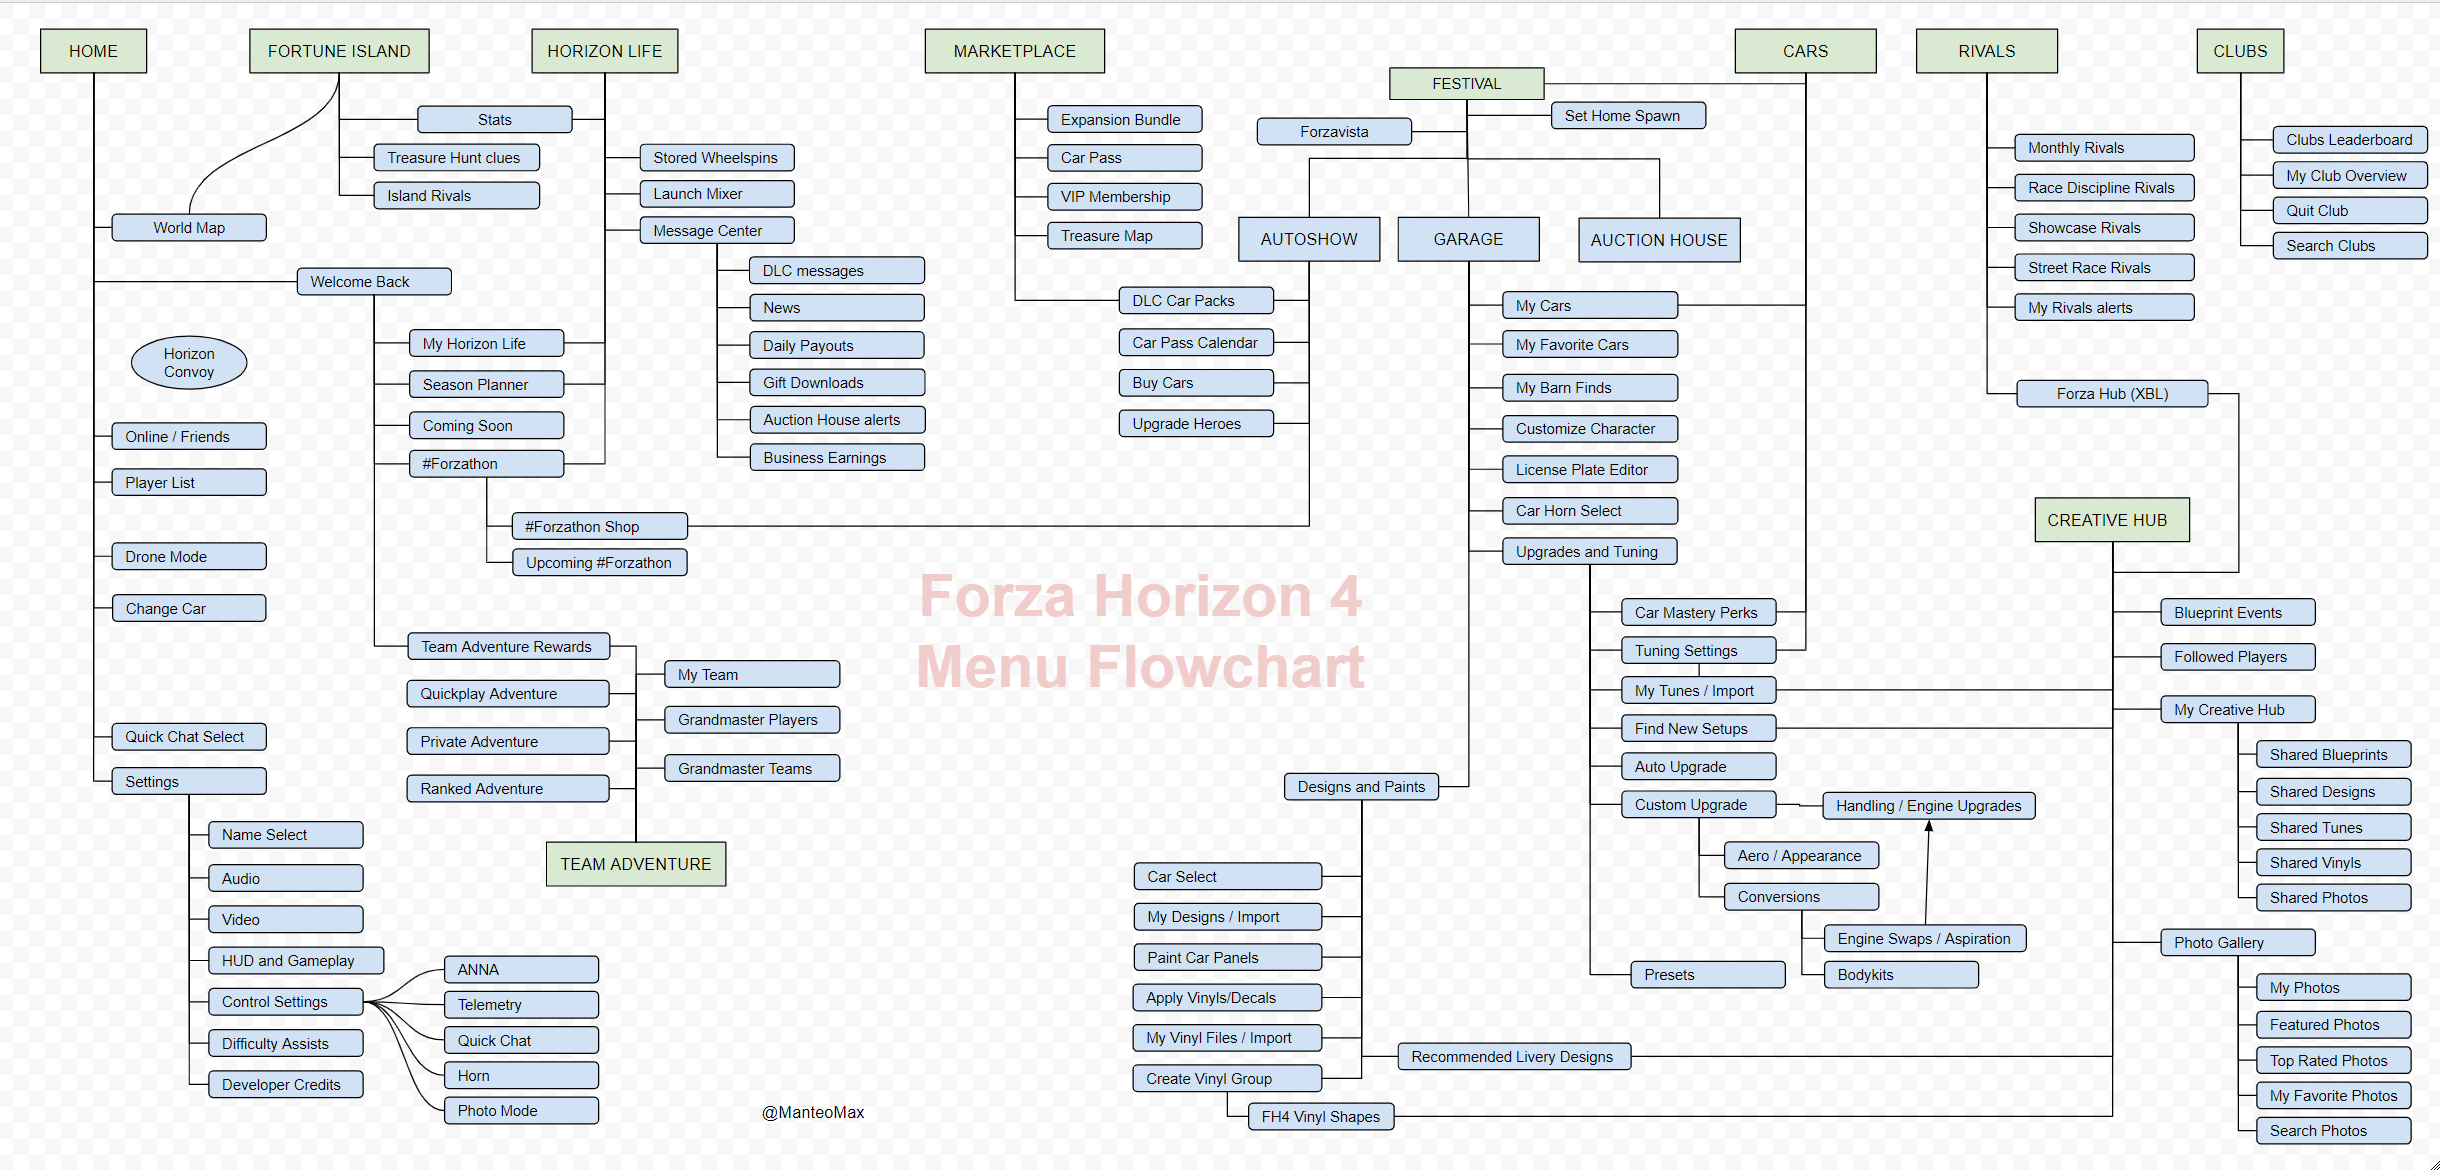 HOME
FORTUNE ISLAND
HORIZON LIFE
MARKETPLACE
FESTIVAL
CARS
RIVALS
CLUBS
Stats
Treasure Hunt clues
Island Rivals
World Map
Welcome Back
Horizon
Convoy
Online / Friends
Player List
Drone Mode
Change Car
Quick Chat Select
Settings
Name Select
Audio
Video
HUD and Gameplay
Control Settings
Difficulty Assists
Developer Credits
ANNA
Telemetry
Quick Chat
Horn
Photo Mode
Stored Wheelspins
Launch Mixer
Message Center
DLC messages
News
Daily Payouts
Gift Downloads
Auction House alerts
Business Earnings
My Horizon Life
Season Planner
Coming Soon
#Forzathon
#Forzathon Shop
Upcoming #Forzathon
Team Adventure Rewards
Quickplay Adventure
Private Adventure
Ranked Adventure
My Team
Grandmaster Players
Grandmaster Teams
TEAM ADVENTURE
Expansion Bundle
Car Pass
VIP Membership
Treasure Map
Forzavista
Set Home Spawn
AUTOSHOW
GARAGE
AUCTION HOUSE
DLC Car Packs
Car Pass Calendar
Buy Cars
Upgrade Heroes
My Cars
My Favorite Cars
My Barn Finds
Customize Character
License Plate Editor
Car Horn Select
Upgrades and Tuning
Forza Horizon 4
Menu Flowchart
Car Mastery Perks
Tuning Settings
My Tunes / Import
Find New Setups
Auto Upgrade
Custom Upgrade
Handling / Engine Upgrades
Aero / Appearance
Conversions
Engine Swaps / Aspiration
Bodykits
Presets
Designs and Paints
Car Select
My Designs / Import
Paint Car Panels
Apply Vinyls/Decals
My Vinyl Files / Import
Create Vinyl Group
Recommended Livery Designs
FH4 Vinyl Shapes
@ManteoMax
Monthly Rivals
Race Discipline Rivals
Showcase Rivals
Street Race Rivals
My Rivals alerts
Forza Hub (XBL)
Clubs Leaderboard
My Club Overview
Quit Club
Search Clubs
CREATIVE HUB
Blueprint Events
Followed Players
My Creative Hub
Shared Blueprints
Shared Designs
Shared Tunes
Shared Vinyls
Shared Photos
Photo Gallery
My Photos
Featured Photos
Top Rated Photos
My Favorite Photos
Search Photos